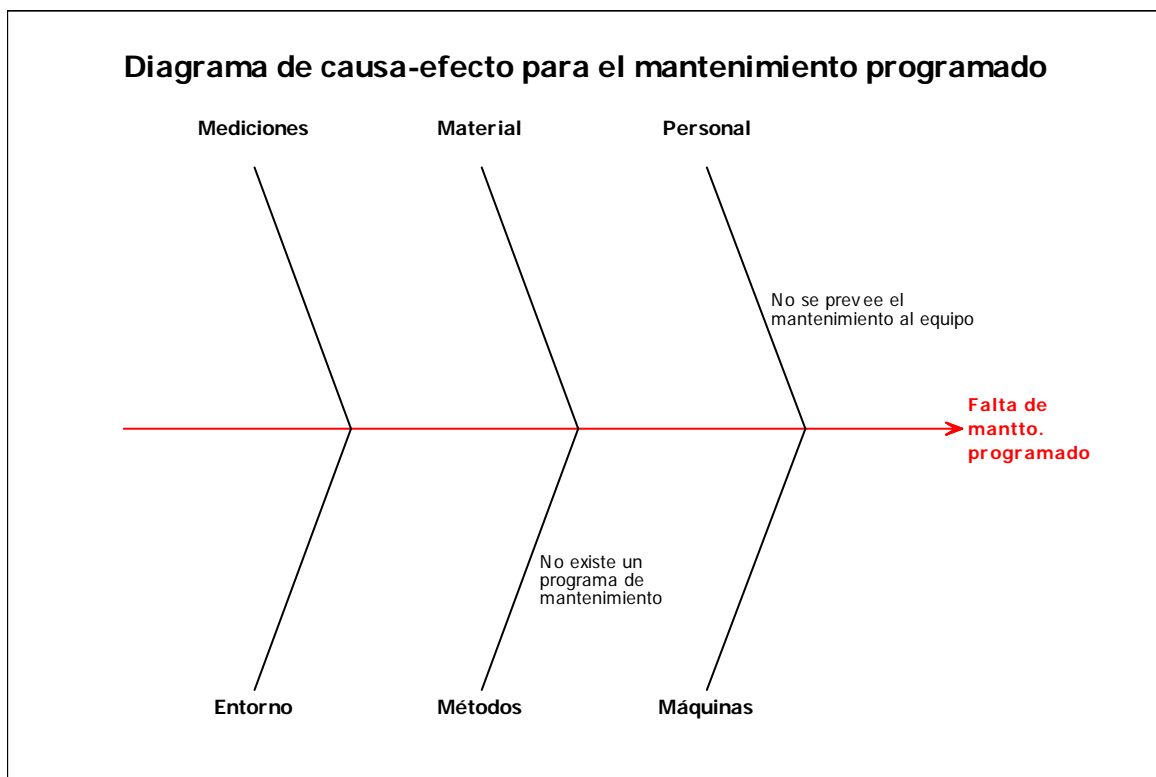 Diagrama de causa-efecto para el mantenimiento programado
Mediciones
Material
Personal
No se prevee el
mantenimiento al equipo
Falta de
mantto.
programado
No existe un
programa de
mantenimiento
Entorno
Métodos
Máquinas